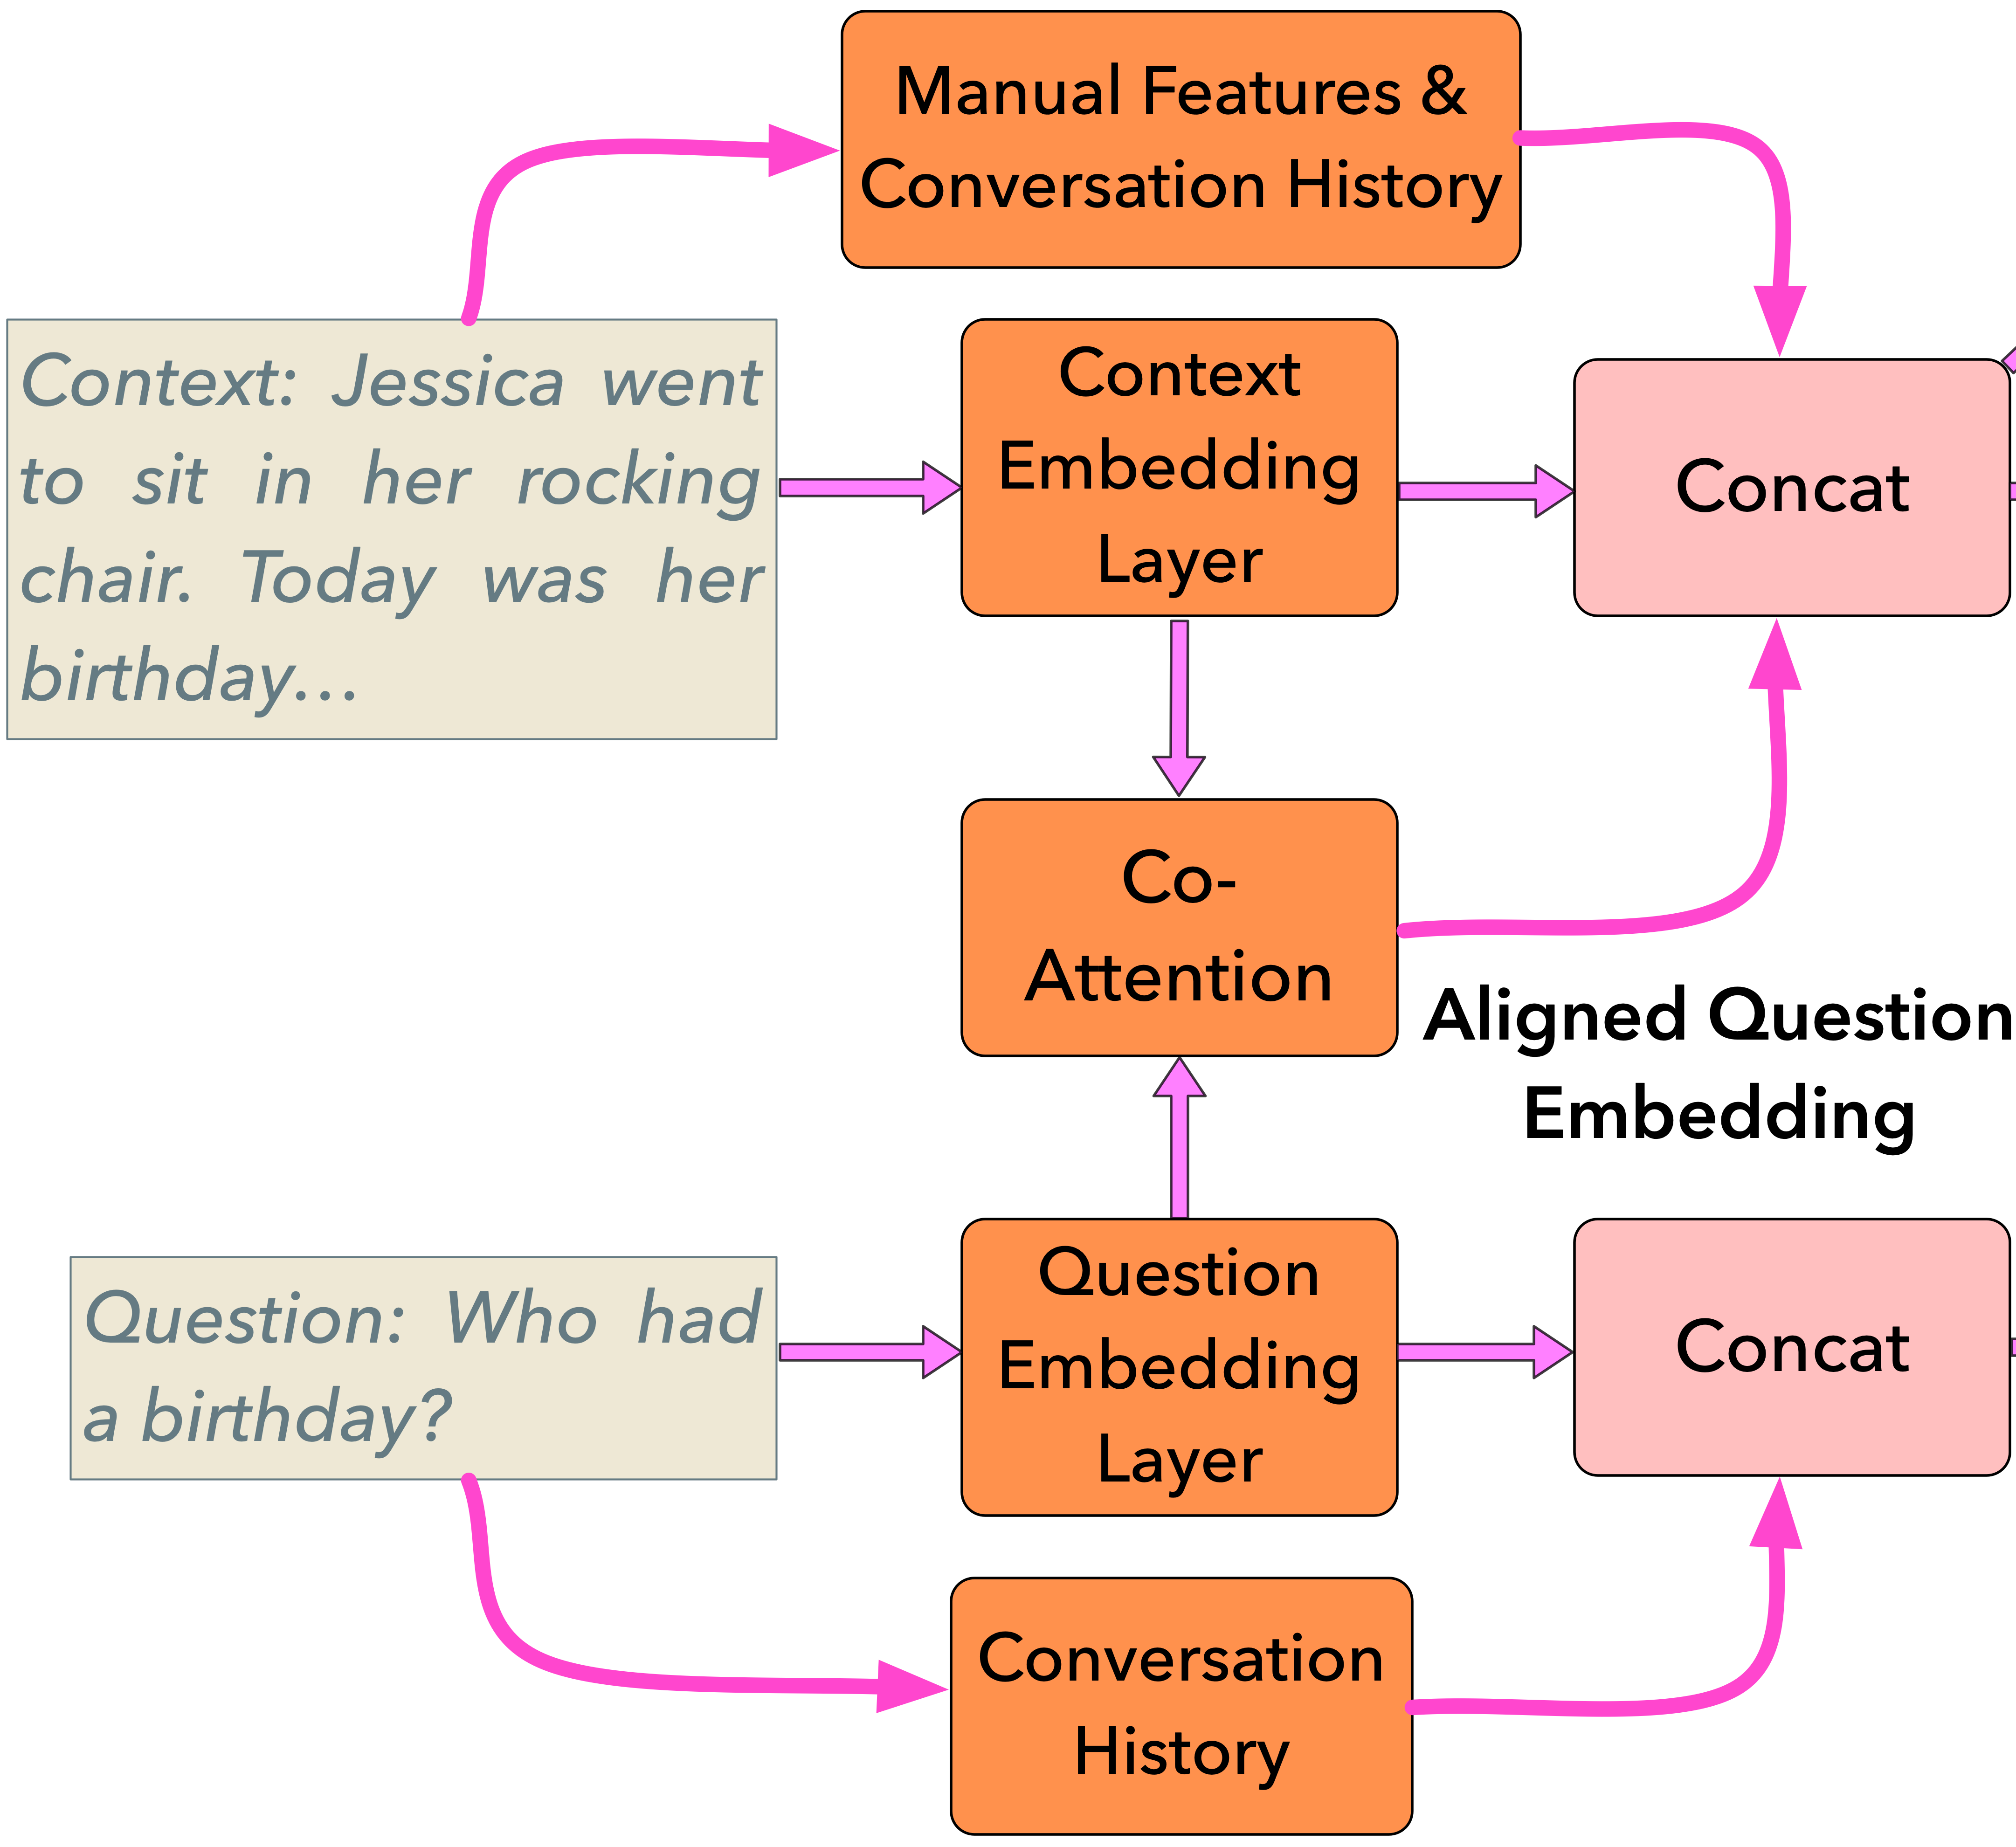 Manual Features &
Conversation History
Context: Jessica went
to sit in her rocking
chair. Today was her
birthday...
Context
Embedding
Layer
Concat
Co-
Attention
Aligned Question
Embedding
Question: Who had
a birthday?
Question
Embedding
Layer
Concat
Conversation
History